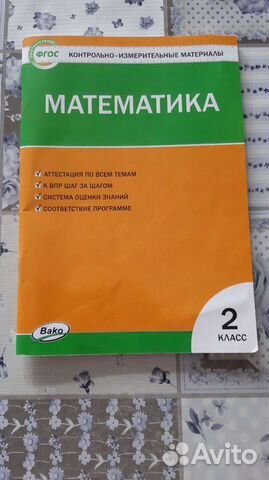 ФГОС
КОНТРОЛЬНО-ИЗМЕРИТЕЛЬНЫЕ МАТЕРИАЛЫ
МАТЕМАТИКА
АТТЕСТАЦИЯ ПО ВСЕМ ТЕМАМ
К ВПР ШАГ ЗА ШАГОМ
СИСТЕМА ОЦЕНКИ ЗНАНИЙ
СООТВЕТСТВИЕ ПРОГРАММЕ
Вако
2
КЛАСС
Avito